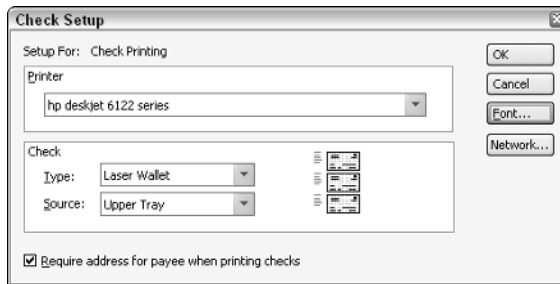 Check Setup
Setup For: Check Printing
Printer
hp deskjet 6122 series
Check
Type: Laser Wallet
Source: Upper Tray
Require address for payee when printing checks
OK
Cancel
Font...
Network...